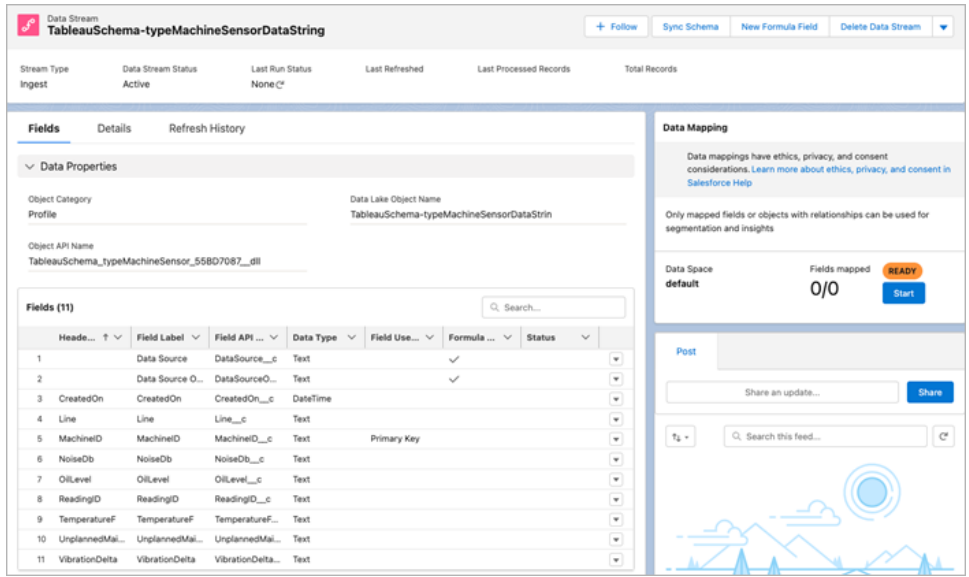 Data Stream
TableauSchema-typeMachineSensorDataString
+ Follow
Sync Schema
New Formula Field
Delete Data Stream
Stream Type
Data Stream Status
Last Run Status
Last Refreshed
Last Processed Records
Total Records
Ingest
Active
None
Fields
Details
Refresh History
Data Properties
Object Category
Profile
Data Lake Object Name
TableauSchema-typeMachineSensorDataStrin
Object API Name
TableauSchema_typeMachineSensor_55BD7087__dll
Fields (11)
Search...
Heade... Field Label Field API ... Data Type Field Use... Formula ... Status
1 Data Source DataSource__c Text
2 Data Source O... DataSourceO... Text
3 CreatedOn CreatedOn CreatedOn__c DateTime
4 Line Line Line__c Text
5 MachineID MachineID MachineID__c Text Primary Key
6 NoiseDb NoiseDb NoiseDb__c Text
7 OilLevel OilLevel OilLevel__c Text
8 ReadingID ReadingID ReadingID__c Text
9 TemperatureF TemperatureF TemperatureF... Text
10 UnplannedMai... UnplannedMai... UnplannedMai... Text
11 VibrationDelta VibrationDelta VibrationDelta... Text
Data Mapping
Data mappings have ethics, privacy, and consent
considerations. Learn more about ethics, privacy, and consent in
Salesforce Help
Only mapped fields or objects with relationships can be used for
segmentation and insights
Data Space
default
Fields mapped
0/0
READY
Start
Post
Share an update...
Share
Search this feed...